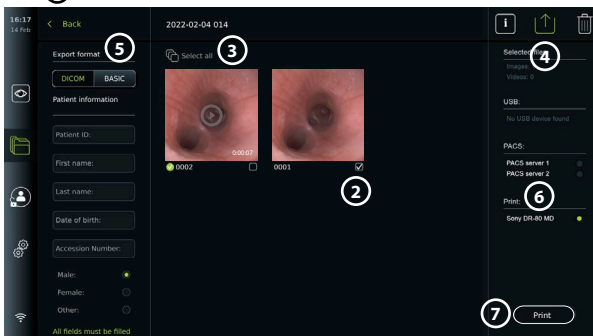 16:17
14 Feb
Back
2022-02-04 014
i
Export format
5
DICOM
BASIC
Patient information
Patient ID:
First name:
Last name:
Date of birth:
Accession Number:
Male:
Female:
Other:
All fields must be filled
Select all
3
0:00:07
0002
0001
2
4
Selected files
Images:
Videos: 0
USB:
No USB device found
PACS:
PACS server 1
PACS server 2
6
Print:
Sony DR-80 MD
7
Print